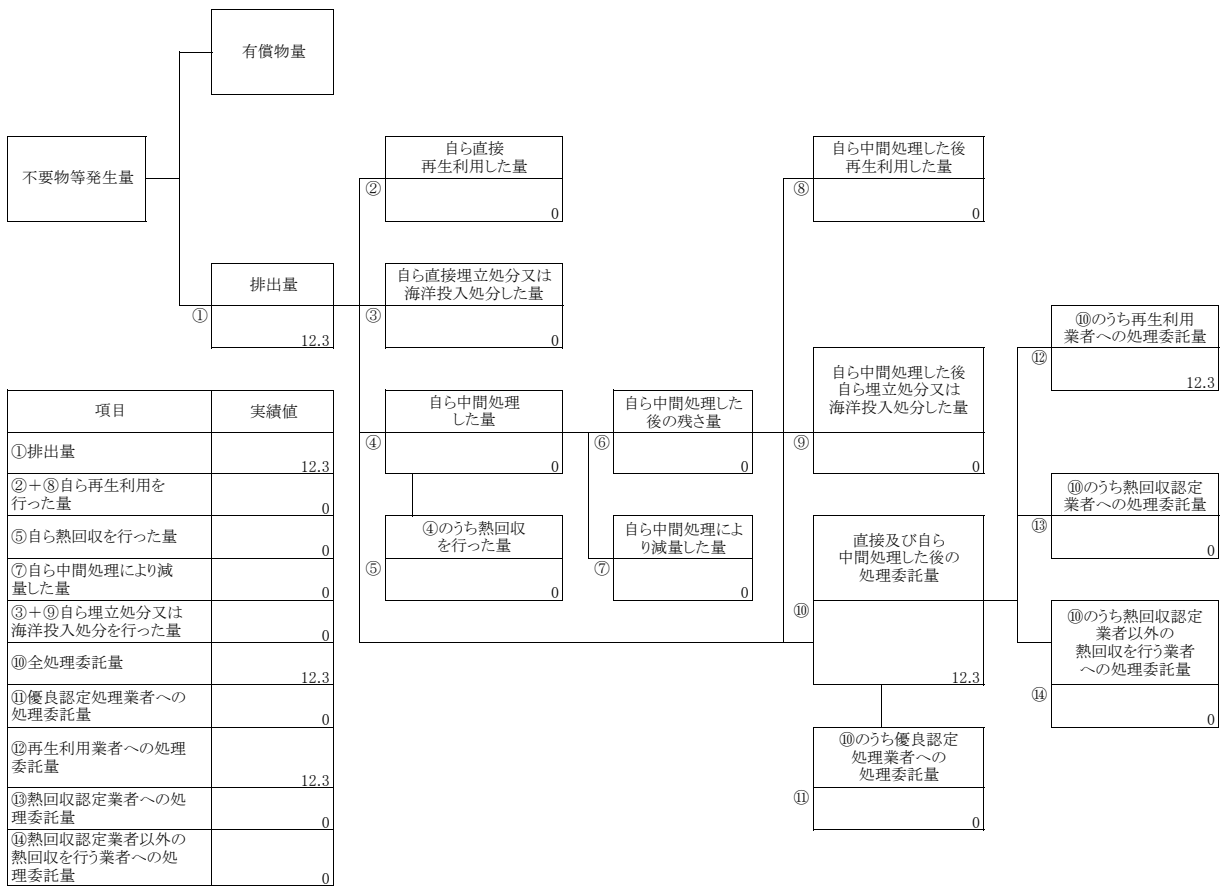 有償物量
不要物等発生量
自ら直接
再生利用した量
②
0
自ら中間処理した後
再生利用した量
⑧
0
排出量
①
12.3
自ら直接埋立処分又は
海洋投入処分した量
③
0
⑩のうち再生利用
業者への処理委託量
⑫
12.3
自ら中間処理
した量
④
0
自ら中間処理した
後の残さ量
⑥
0
自ら中間処理した後
自ら埋立処分又は
海洋投入処分した量
⑨
0
⑩のうち熱回収認定
業者への処理委託量
⑬
0
④のうち熱回収
を行った量
⑤
0
自ら中間処理によ
り減量した量
⑦
0
直接及び自ら
中間処理した後の
処理委託量
⑩
12.3
⑩のうち熱回収認定
業者以外の
熱回収を行う業者
への処理委託量
⑭
0
⑩のうち優良認定
処理業者への
処理委託量
⑪
0
項目 実績値
①排出量
12.3
②+⑧自ら再生利用を
行った量
0
⑤自ら熱回収を行った量
0
⑦自ら中間処理により減
量した量
0
③+⑨自ら埋立処分又は
海洋投入処分を行った量
0
⑩全処理委託量
12.3
⑪優良認定処理業者への
処理委託量
0
⑫再生利用業者への処理
委託量
12.3
⑬熱回収認定業者への処
理委託量
0
⑭熱回収認定業者以外の
熱回収を行う業者への処
理委託量
0